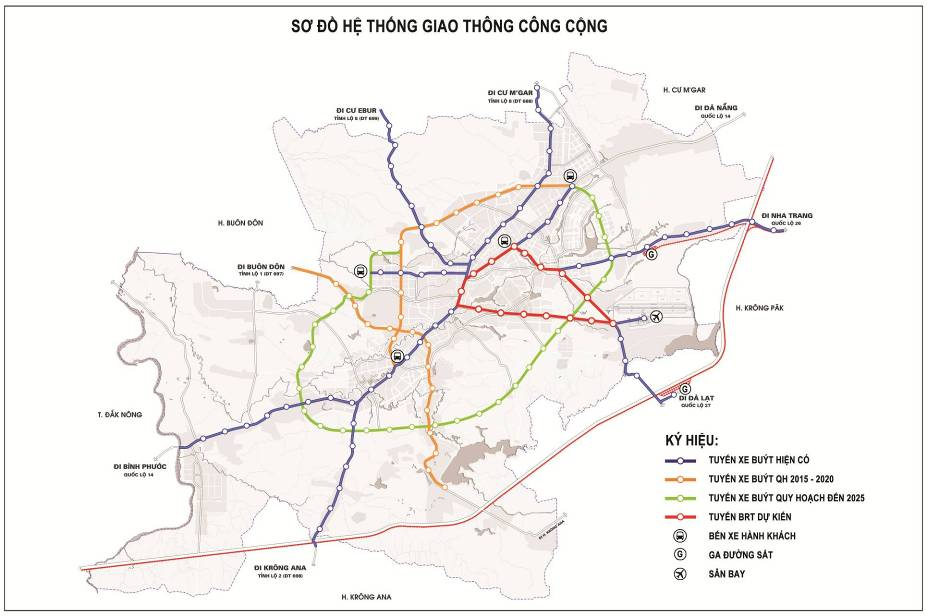 SƠ ĐỒ HỆ THỐNG GIAO THÔNG CÔNG CỘNG
ĐI CƯ M'GAR
TỈNH LỘ 8 (ĐT 688)
H. CƯ M'GAR
ĐI CƯ EBUR
TỈNH LỘ 5 (ĐT 699)
ĐI ĐÀ NẴNG
QUỐC LỘ 14
ĐI NHA TRANG
QUỐC LỘ 26
H. BUÔN ĐÔN
ĐI BUÔN ĐÔN
TỈNH LỘ 1 (ĐT 697)
G
H. KRÔNG PĂK
G
ĐI ĐÀ LẠT
QUỐC LỘ 27
T. ĐẮK NÔNG
ĐI BÌNH PHƯỚC
QUỐC LỘ 14
ĐI KRÔNG ANA
TỈNH LỘ 2 (ĐT 698)
H. KRÔNG ANA
KÝ HIỆU:
TUYẾN XE BUÝT HIỆN CÓ
TUYẾN XE BUÝT QH 2015 - 2020
TUYẾN XE BUÝT QUY HOẠCH ĐẾN 2025
TUYẾN BRT DỰ KIẾN
BẾN XE HÀNH KHÁCH
G GA ĐƯỜNG SẮT
SÂN BAY